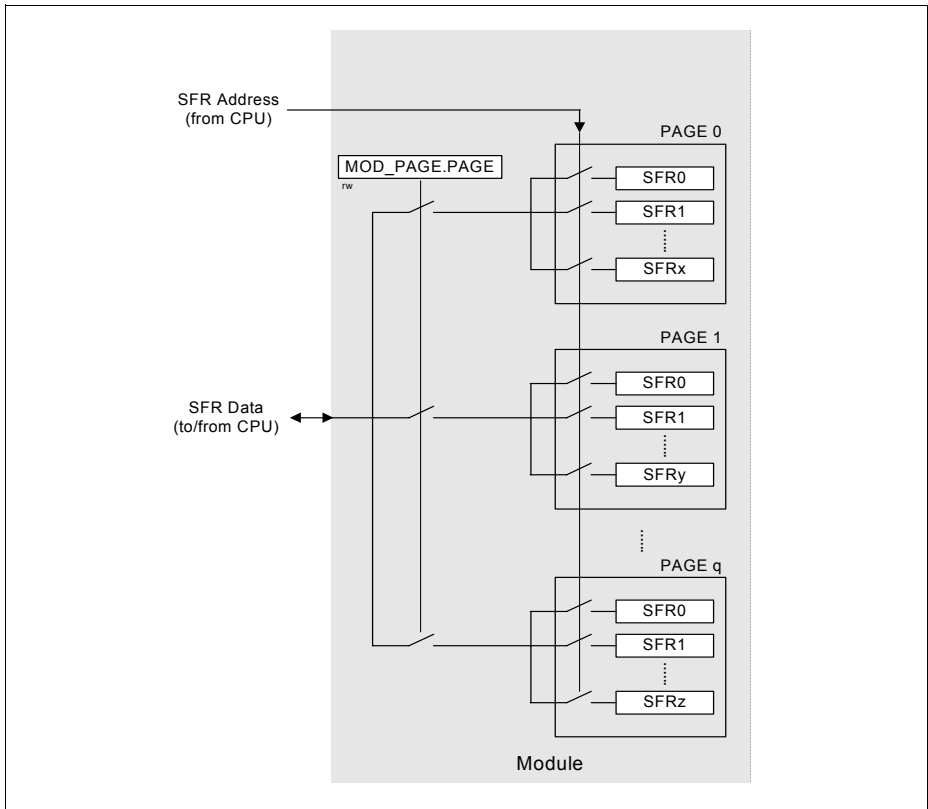 SFR Address
(from CPU)
PAGE 0
MOD_PAGE.PAGE
rw
SFR0
SFR1
SFRx
PAGE 1
SFR0
SFR Data
(to/from CPU)
SFR1
SFRy
PAGE q
SFR0
SFR1
SFRz
Module